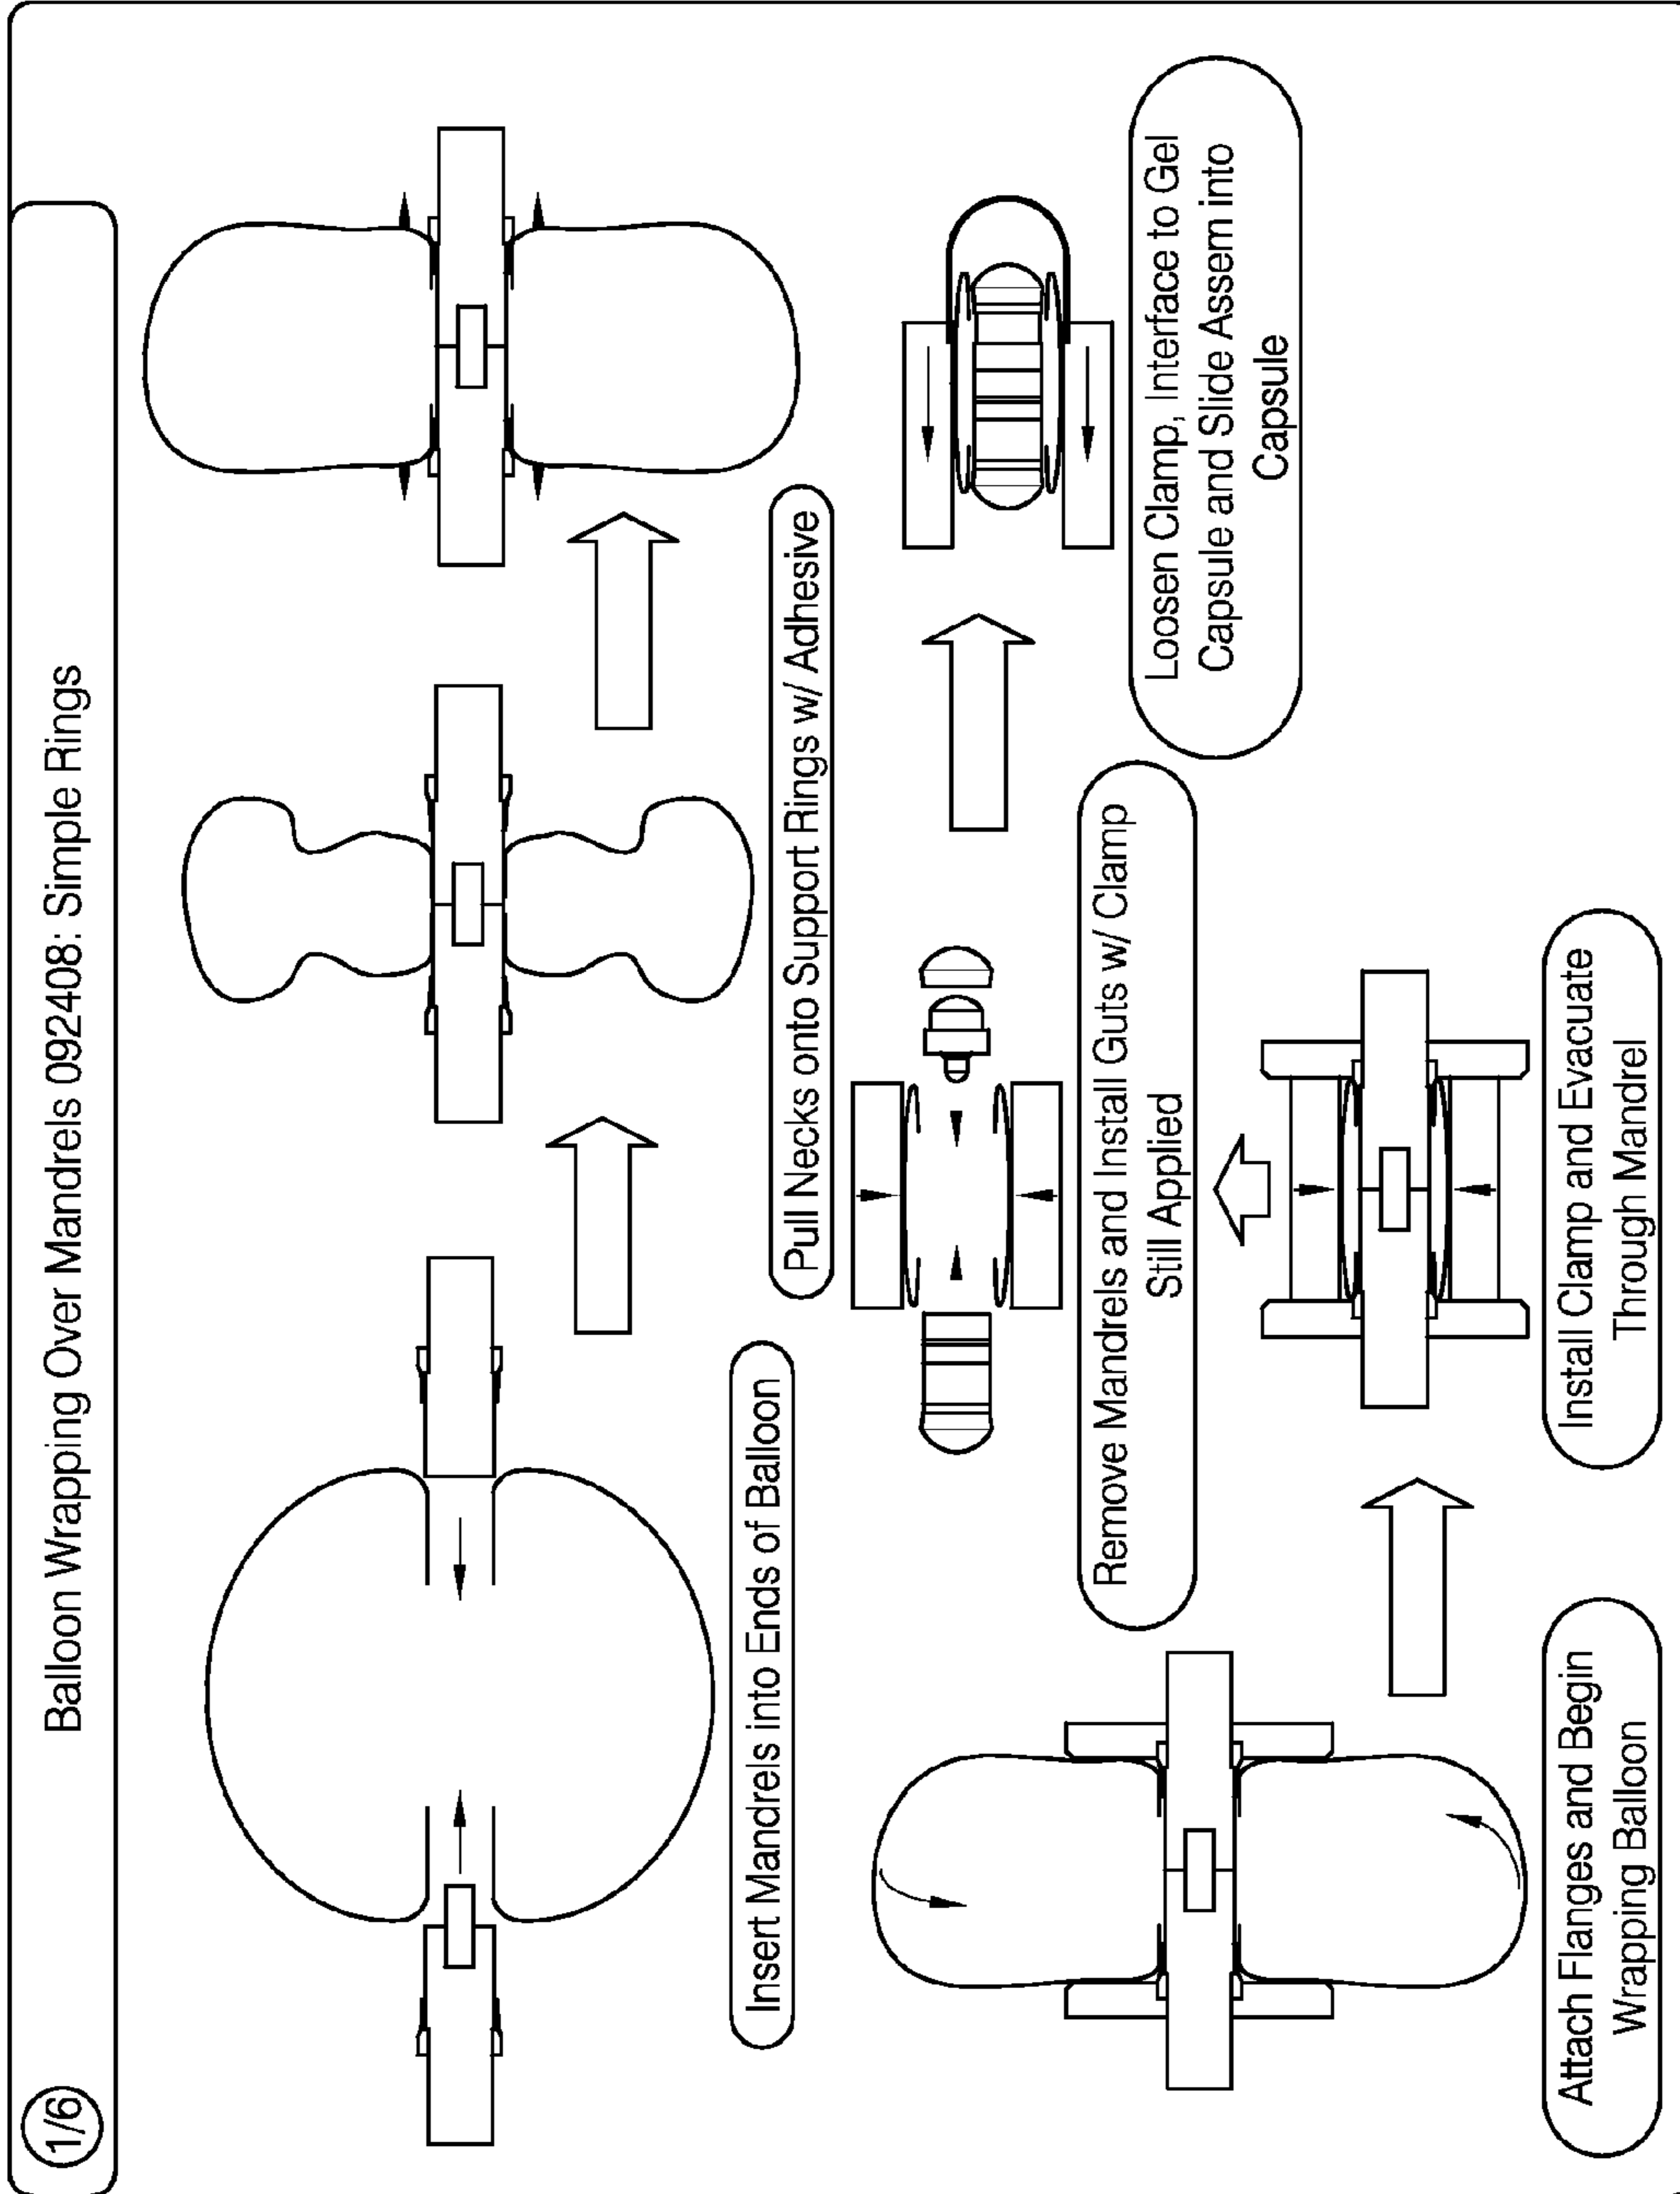 1/6
Balloon Wrapping Over Mandrels 092408: Simple Rings
Insert Mandrels into Ends of Balloon
Pull Necks onto Support Rings w/ Adhesive
Attach Flanges and Begin
Wrapping Balloon
Install Clamp and Evacuate
Through Mandrel
Remove Mandrels and Install Guts w/ Clamp
Still Applied
Loosen Clamp, Interface to Gel
Capsule and Slide Assem into
Capsule